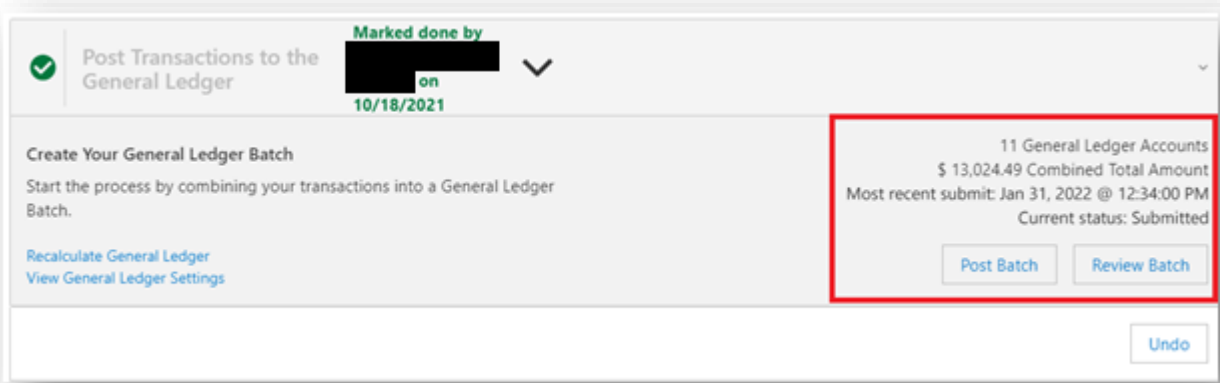 Post Transactions to the
General Ledger
Marked done by
on
10/18/2021
Create Your General Ledger Batch
Start the process by combining your transactions into a General Ledger
Batch.
Recalculate General Ledger
View General Ledger Settings
11 General Ledger Accounts
$ 13,024.49 Combined Total Amount
Most recent submit: Jan 31, 2022 @ 12:34:00 PM
Current status: Submitted
Post Batch
Review Batch
Undo